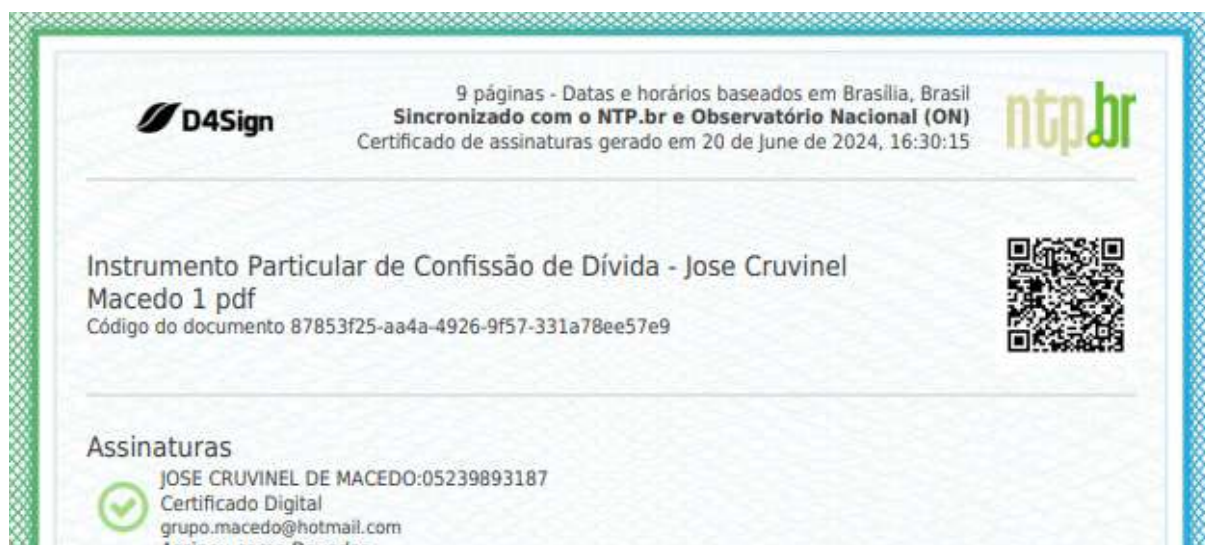 D4Sign
9 páginas - Datas e horários baseados em Brasília, Brasil
Sincronizado com o NTP.br e Observatório Nacional (ON)
Certificado de assinaturas gerado em 20 de June de 2024, 16:30:15
ntp.br
Instrumento Particular de Confissão de Dívida - Jose Cruvinel
Macedo 1 pdf
Código do documento 87853f25-aa4a-4926-9f57-331a78ee57e9
Assinaturas
JOSE CRUVINEL DE MACEDO:05239893187
Certificado Digital
grupo.macedo@hotmail.com